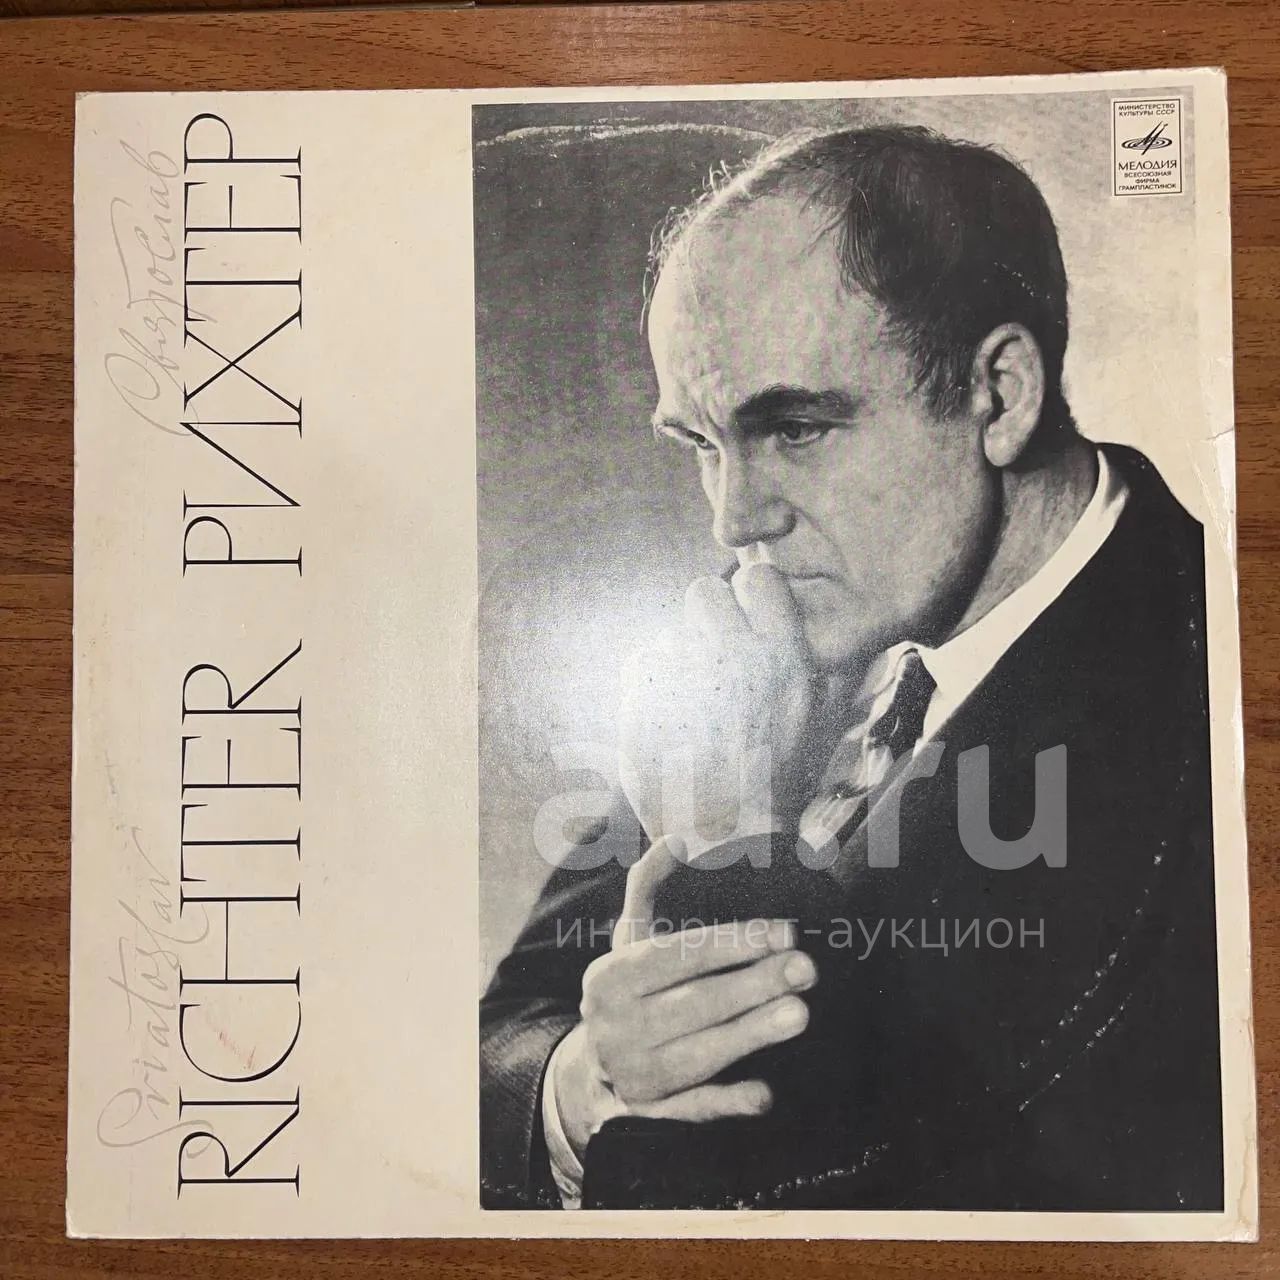 Святослав
РИХТЕР
Sviatoslav
RICHTER
МИНИСТЕРСТВО
КУЛЬТУРЫ СССР
МЕЛОДИЯ
ВСЕСОЮЗНАЯ
ФИРМА
ГРАМПЛАСТИНОК
au.ru
интернет-аукцион